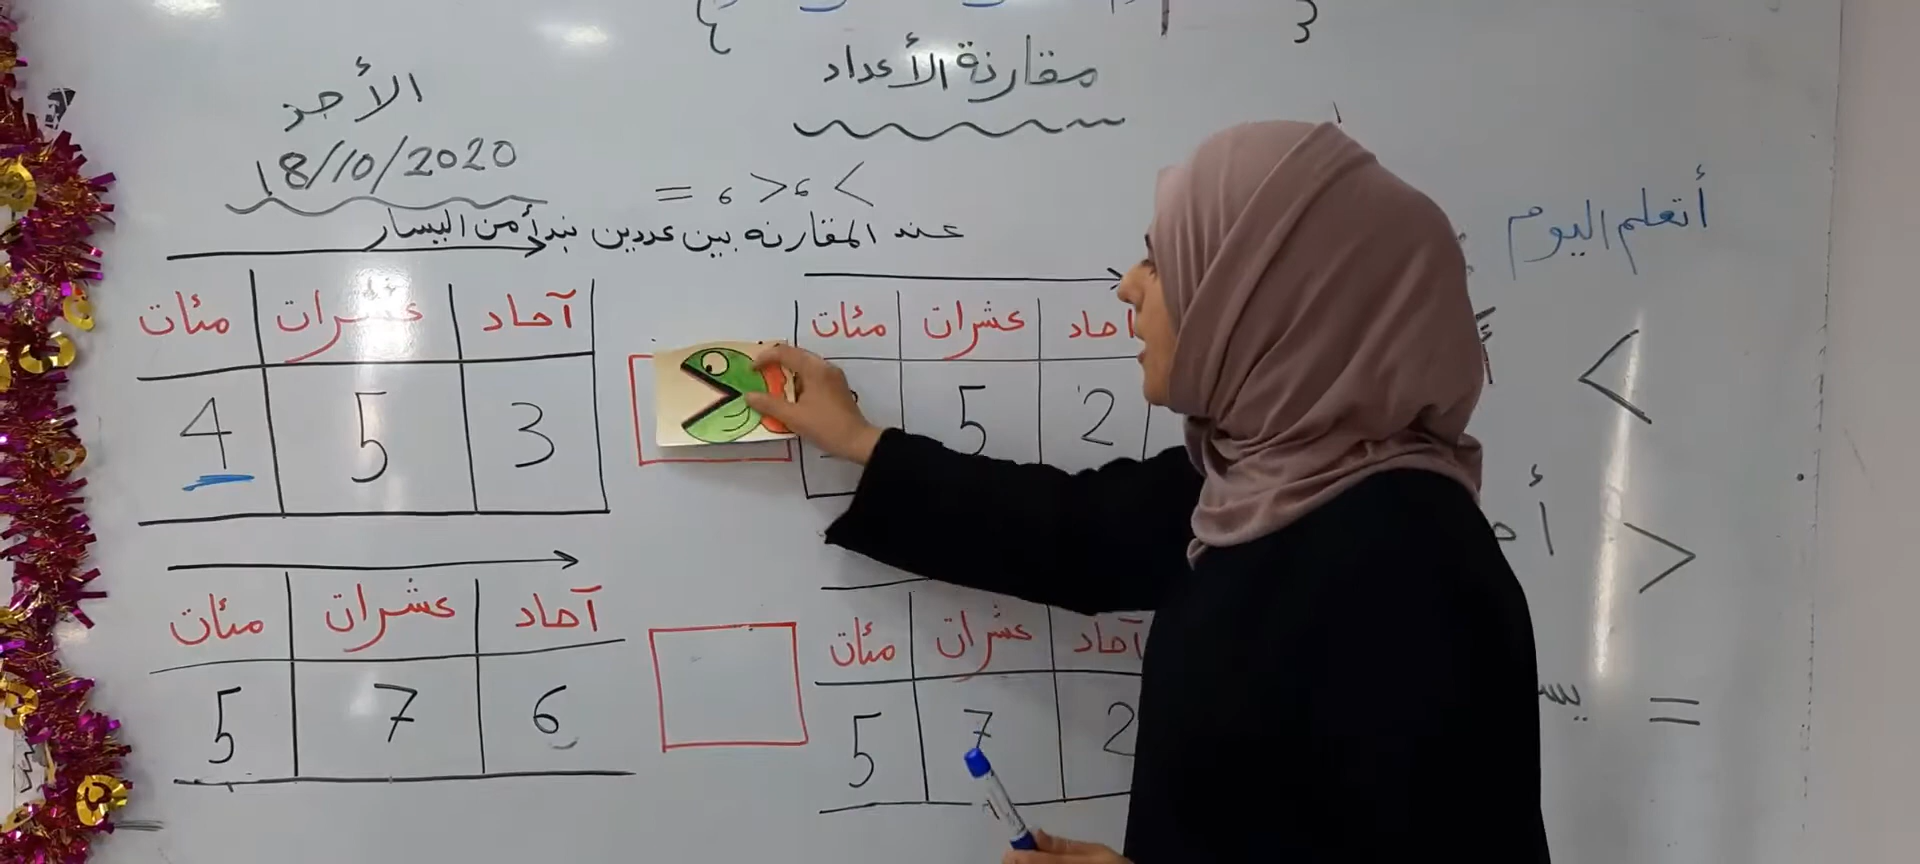 مقارنة الأعداد
الأحد
18/10/2020
= ، > ، <
عند المقارنة بين عددين نبدأ من اليسار
أتعلم اليوم
مئات عشرات آحاد
4 5 3
مئات عشرات آحاد
5 2
<
>
=
مئات عشرات آحاد
5 7 6
مئات عشرات آحاد
5 7 2